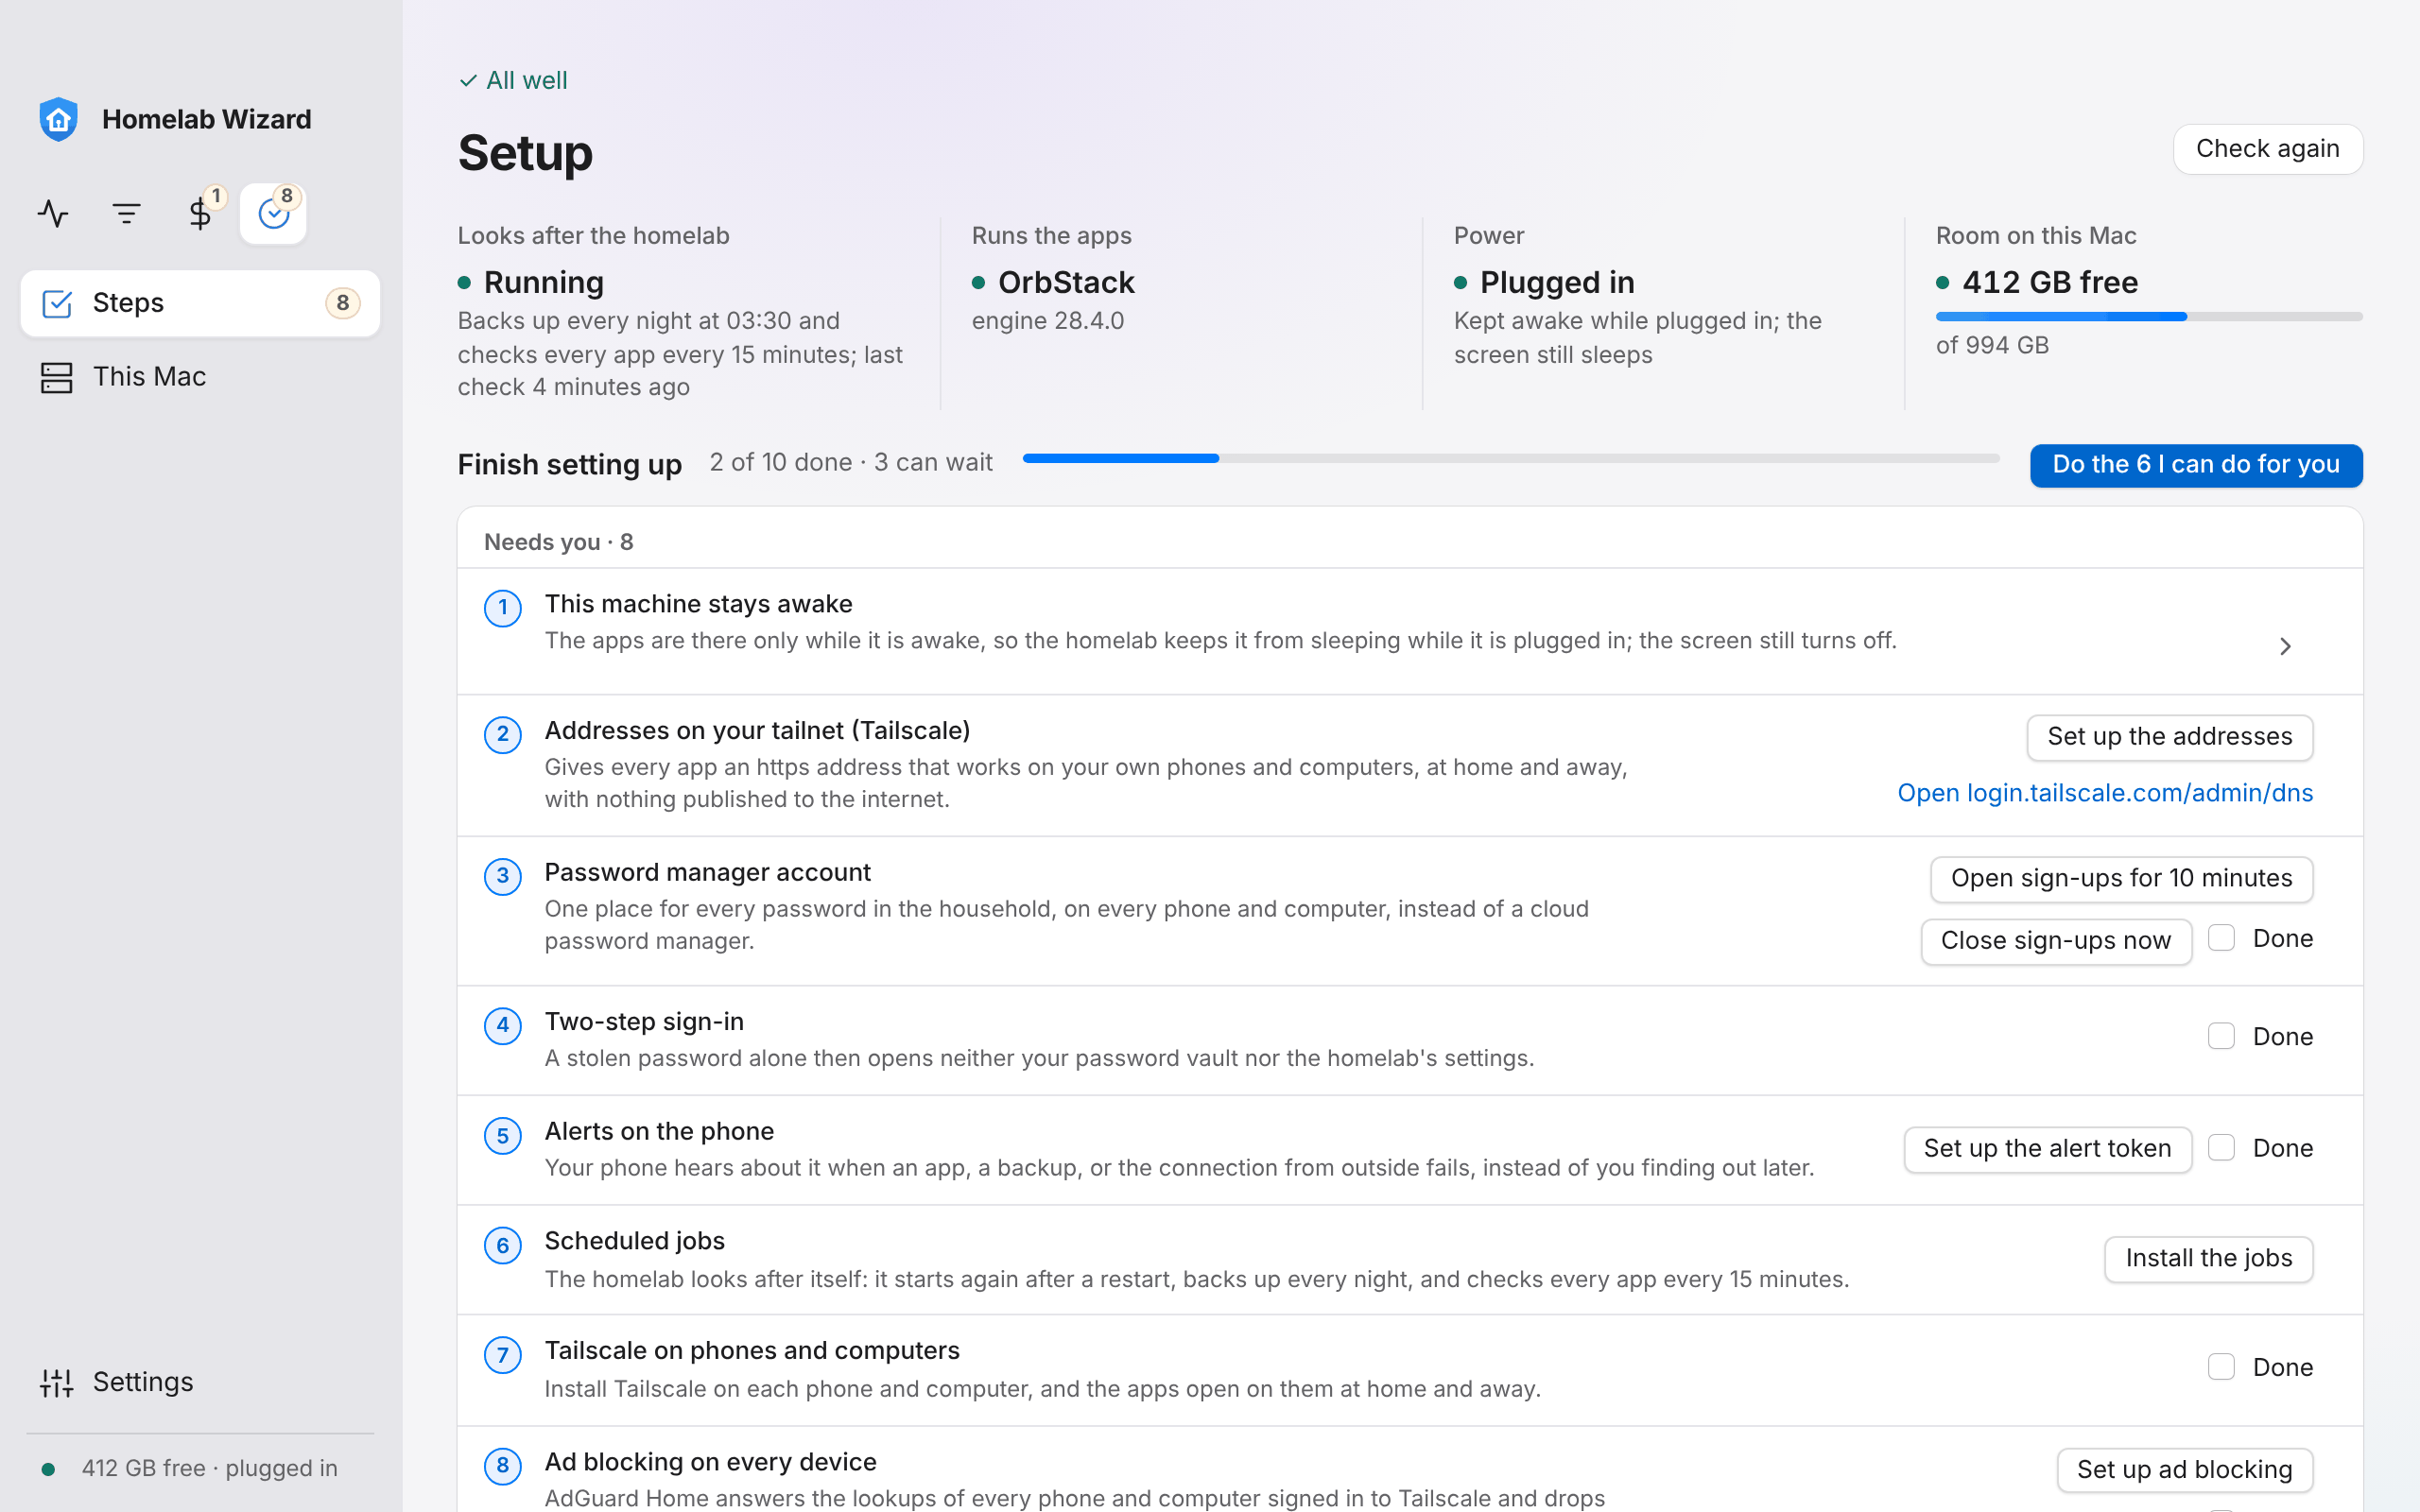 Homelab Wizard
1
8
Steps
8
This Mac
Settings
412 GB free · plugged in
All well
Setup
Check again
Looks after the homelab
Running
Backs up every night at 03:30 and
checks every app every 15 minutes; last
check 4 minutes ago
Runs the apps
OrbStack
engine 28.4.0
Power
Plugged in
Kept awake while plugged in; the
screen still sleeps
Room on this Mac
412 GB free
of 994 GB
Finish setting up
2 of 10 done · 3 can wait
Do the 6 I can do for you
Needs you · 8
1
This machine stays awake
The apps are there only while it is awake, so the homelab keeps it from sleeping while it is plugged in; the screen still turns off.
2
Addresses on your tailnet (Tailscale)
Gives every app an https address that works on your own phones and computers, at home and away,
with nothing published to the internet.
Set up the addresses
Open login.tailscale.com/admin/dns
3
Password manager account
One place for every password in the household, on every phone and computer, instead of a cloud
password manager.
Open sign-ups for 10 minutes
Close sign-ups now
Done
4
Two-step sign-in
A stolen password alone then opens neither your password vault nor the homelab's settings.
Done
5
Alerts on the phone
Your phone hears about it when an app, a backup, or the connection from outside fails, instead of you finding out later.
Set up the alert token
Done
6
Scheduled jobs
The homelab looks after itself: it starts again after a restart, backs up every night, and checks every app every 15 minutes.
Install the jobs
7
Tailscale on phones and computers
Install Tailscale on each phone and computer, and the apps open on them at home and away.
Done
8
Ad blocking on every device
AdGuard Home answers the lookups of every phone and computer signed in to Tailscale and drops
Set up ad blocking